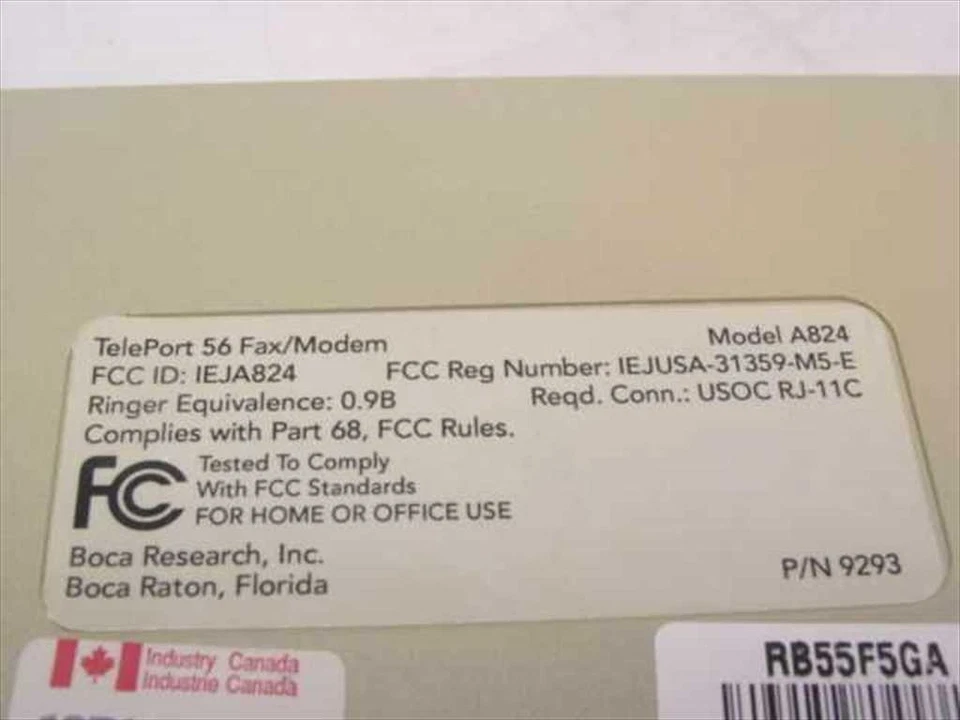 TelePort 56 Fax/Modem Model A824
FCC ID: IEJA824 FCC Reg Number: IEJUSA-31359-M5-E
Ringer Equivalence: 0.9B Reqd. Conn.: USOC RJ-11C
Complies with Part 68, FCC Rules.
FC Tested To Comply
With FCC Standards
FOR HOME OR OFFICE USE
Boca Research, Inc.
Boca Raton, Florida P/N 9293
Industry Canada
Industrie Canada
RB55F5GA